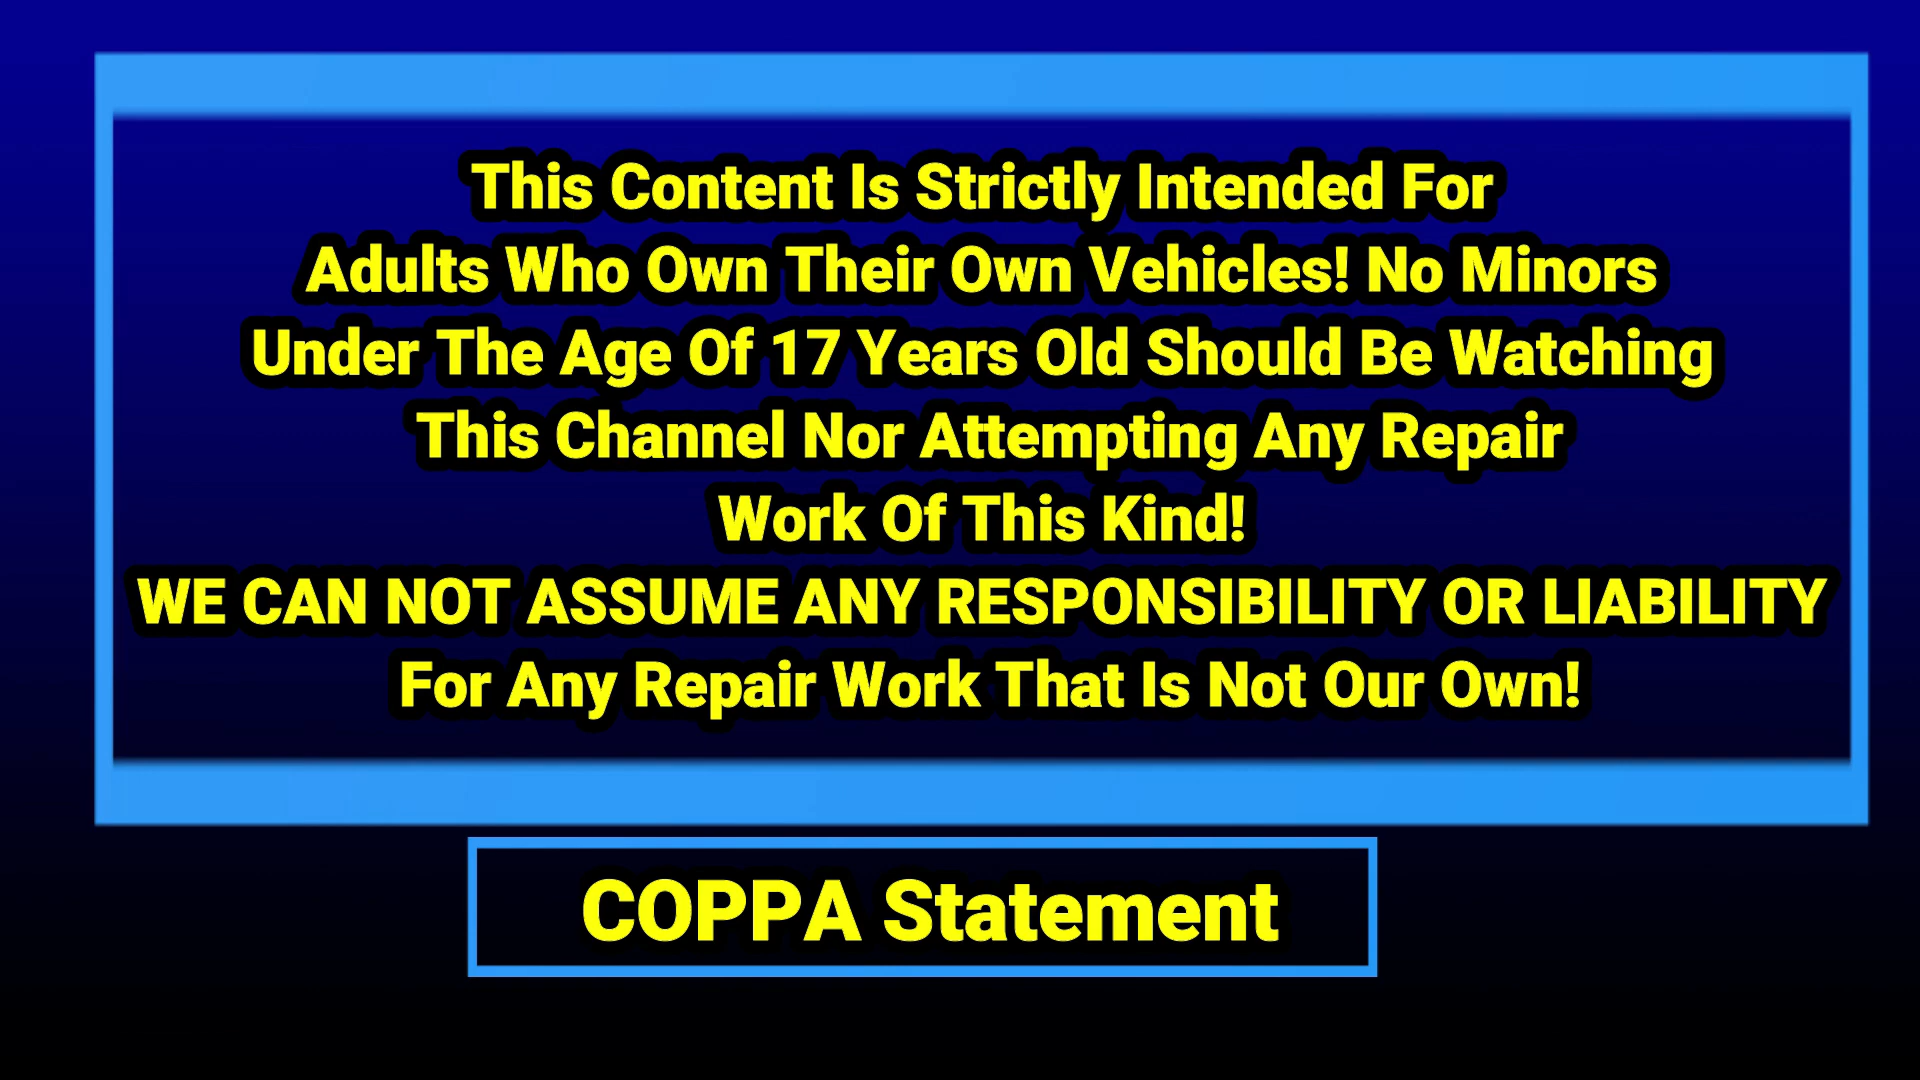 This Content Is Strictly Intended For
Adults Who Own Their Own Vehicles! No Minors
Under The Age Of 17 Years Old Should Be Watching
This Channel Nor Attempting Any Repair
Work Of This Kind!
WE CAN NOT ASSUME ANY RESPONSIBILITY OR LIABILITY
For Any Repair Work That Is Not Our Own!
COPPA Statement